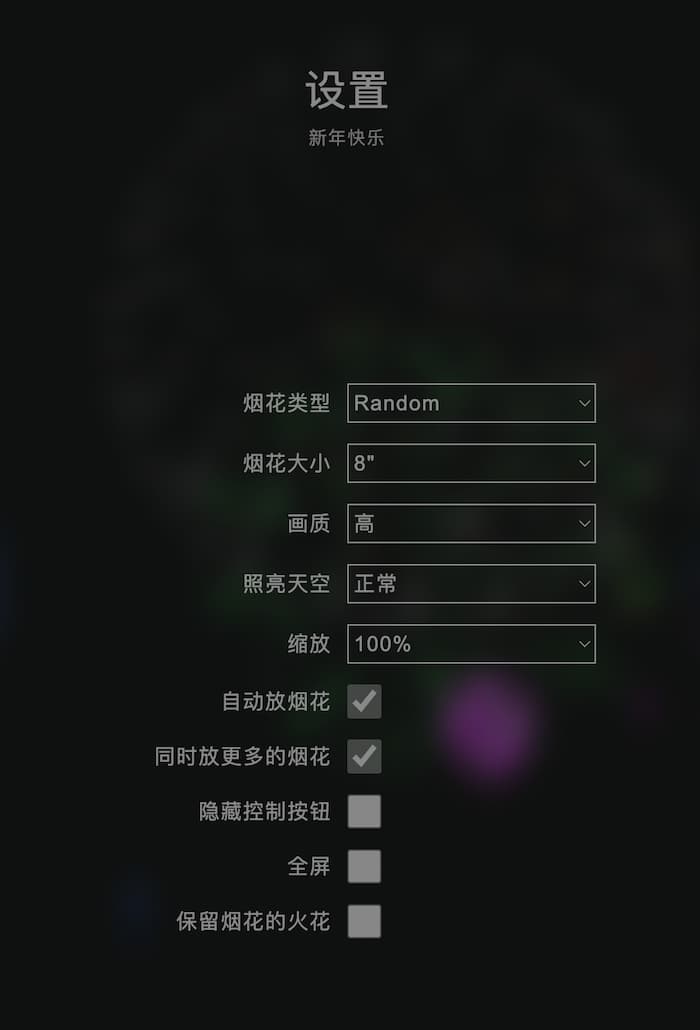 设置
新年快乐
烟花类型 Random
烟花大小 8"
画质 高
照亮天空 正常
缩放 100%
自动放烟花
同时放更多的烟花
隐藏控制按钮
全屏
保留烟花的火花